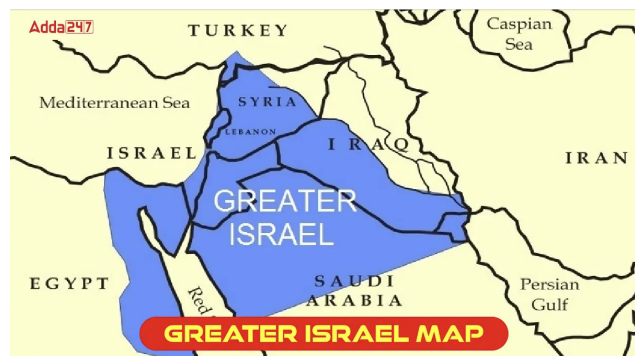 Adda247
TURKEY
Caspian
Sea
Mediterranean Sea
SYRIA
LEBANON
ISRAEL
IRAQ
IRAN
GREATER
ISRAEL
EGYPT
SAUDI
ARABIA
Red
Persian
Gulf
GREATER ISRAEL MAP